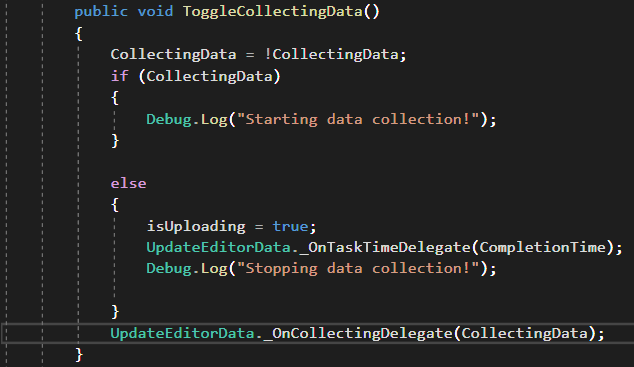 public void ToggleCollectingData()
{
CollectingData = !CollectingData;
if (CollectingData)
{
Debug.Log("Starting data collection!");
}
else
{
isUploading = true;
UpdateEditorData._OnTaskTimeDelegate(CompletionTime);
Debug.Log("Stopping data collection!");
}
UpdateEditorData._OnCollectingDelegate(CollectingData);
}